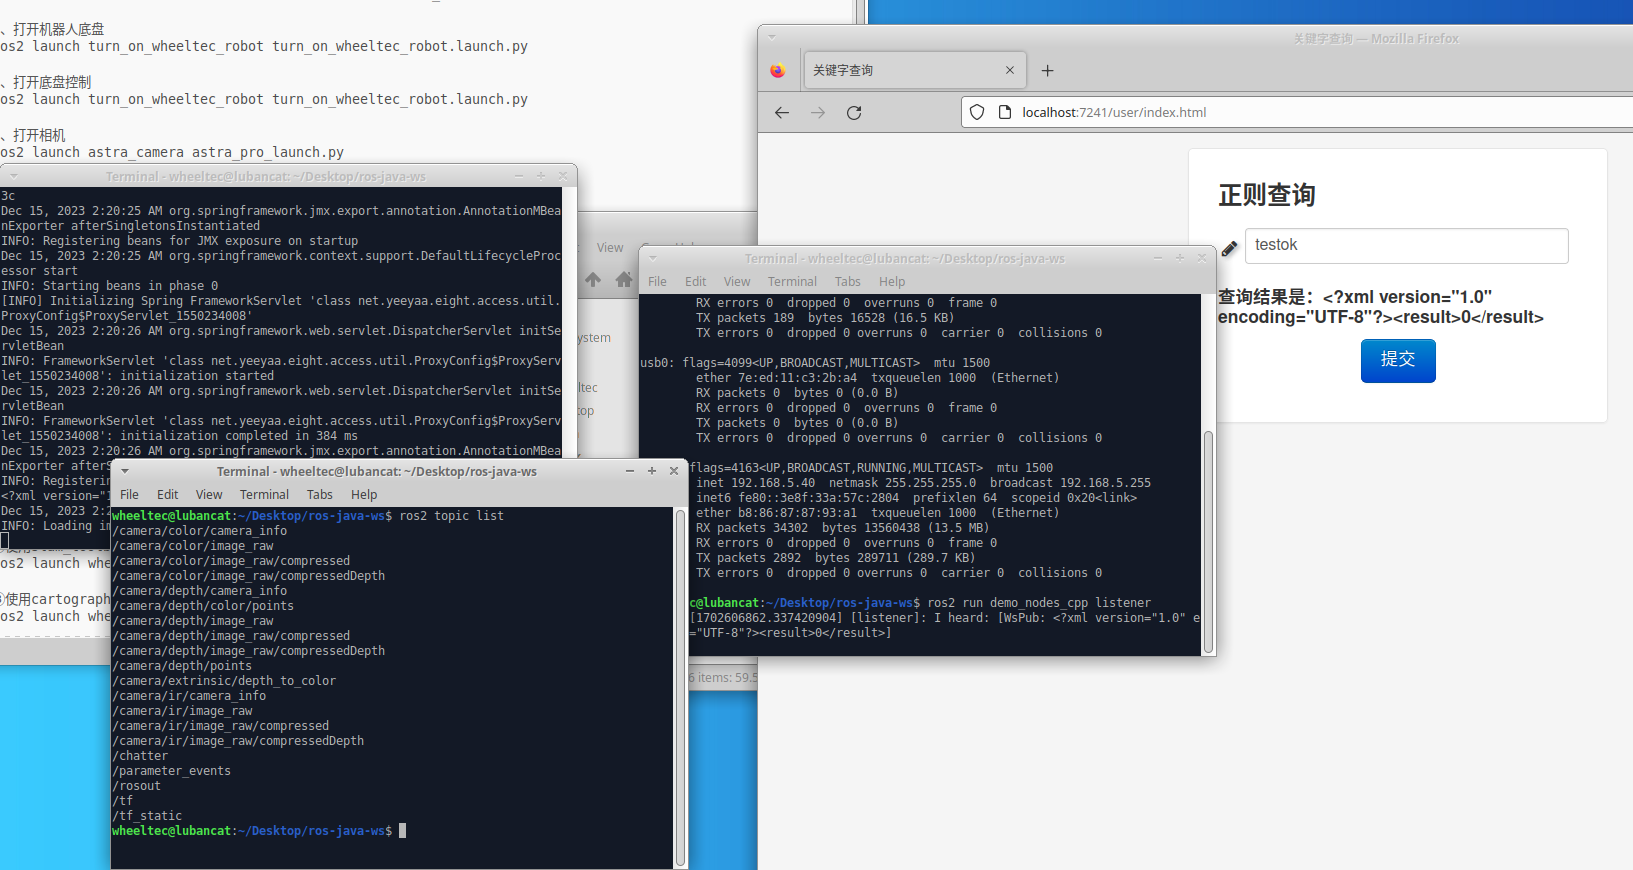 、打开机器人底盘
os2 launch turn_on_wheeltec_robot turn_on_wheeltec_robot.launch.py
、打开底盘控制
os2 launch turn_on_wheeltec_robot turn_on_wheeltec_robot.launch.py
、打开相机
os2 launch astra_camera astra_pro_launch.py
Terminal - wheeltec@lubancat: ~/Desktop/ros-java-ws
3c
Dec 15, 2023 2:20:25 AM org.springframework.jmx.export.annotation.AnnotationMBea
nExporter afterSingletonsInstantiated
INFO: Registering beans for JMX exposure on startup
Dec 15, 2023 2:20:25 AM org.springframework.context.support.DefaultLifecycleProc
essor start
INFO: Starting beans in phase 0
[INFO] Initializing Spring FrameworkServlet 'class net.yeeyaa.eight.access.util.
ProxyConfig$ProxyServlet_1550234008'
Dec 15, 2023 2:20:26 AM org.springframework.web.servlet.DispatcherServlet initSe
rvletBean
INFO: FrameworkServlet 'class net.yeeyaa.eight.access.util.ProxyConfig$ProxyServ
let_1550234008': initialization started
Dec 15, 2023 2:20:26 AM org.springframework.web.servlet.DispatcherServlet initSe
rvletBean
INFO: FrameworkServlet 'class net.yeeyaa.eight.access.util.ProxyConfig$ProxyServ
let_1550234008': initialization completed in 384 ms
Dec 15, 2023 2:20:26 AM org.springframework.jmx.export.annotation.AnnotationMBea
nExporter afterS
INFO: Registerin
<?xml version="1
Dec 15, 2023 2:2
INFO: Loading im
os2 launch whe
使用cartograph
os2 launch whe
View
ystem
ltec
top
6 items: 59.5
Terminal - wheeltec@lubancat: ~/Desktop/ros-java-ws
File Edit View Terminal Tabs Help
wheeltec@lubancat:~/Desktop/ros-java-ws$ ros2 topic list
/camera/color/camera_info
/camera/color/image_raw
/camera/color/image_raw/compressed
/camera/color/image_raw/compressedDepth
/camera/depth/camera_info
/camera/depth/color/points
/camera/depth/image_raw
/camera/depth/image_raw/compressed
/camera/depth/image_raw/compressedDepth
/camera/depth/points
/camera/extrinsic/depth_to_color
/camera/ir/camera_info
/camera/ir/image_raw
/camera/ir/image_raw/compressed
/camera/ir/image_raw/compressedDepth
/chatter
/parameter_events
/rosout
/tf
/tf_static
wheeltec@lubancat:~/Desktop/ros-java-ws$
Terminal - wheeltec@lubancat: ~/Desktop/ros-java-ws
File Edit View Terminal Tabs Help
RX errors 0 dropped 0 overruns 0 frame 0
TX packets 189 bytes 16528 (16.5 KB)
TX errors 0 dropped 0 overruns 0 carrier 0 collisions 0
usb0: flags=4099<UP,BROADCAST,MULTICAST> mtu 1500
ether 7e:ed:11:c3:2b:a4 txqueuelen 1000 (Ethernet)
RX packets 0 bytes 0 (0.0 B)
RX errors 0 dropped 0 overruns 0 frame 0
TX packets 0 bytes 0 (0.0 B)
TX errors 0 dropped 0 overruns 0 carrier 0 collisions 0
flags=4163<UP,BROADCAST,RUNNING,MULTICAST> mtu 1500
inet 192.168.5.40 netmask 255.255.255.0 broadcast 192.168.5.255
inet6 fe80::3e8f:33a:57c:2804 prefixlen 64 scopeid 0x20<link>
ether b8:86:87:87:93:a1 txqueuelen 1000 (Ethernet)
RX packets 34302 bytes 13560438 (13.5 MB)
RX errors 0 dropped 0 overruns 0 frame 0
TX packets 2892 bytes 289711 (289.7 KB)
TX errors 0 dropped 0 overruns 0 carrier 0 collisions 0
c@lubancat:~/Desktop/ros-java-ws$ ros2 run demo_nodes_cpp listener
[1702606862.337420904] [listener]: I heard: [WsPub: <?xml version="1.0" e
="UTF-8"?><result>0</result>]
关键字查询 — Mozilla Firefox
关键字查询
localhost:7241/user/index.html
正则查询
testok
查询结果是：<?xml version="1.0"
encoding="UTF-8"?><result>0</result>
提交